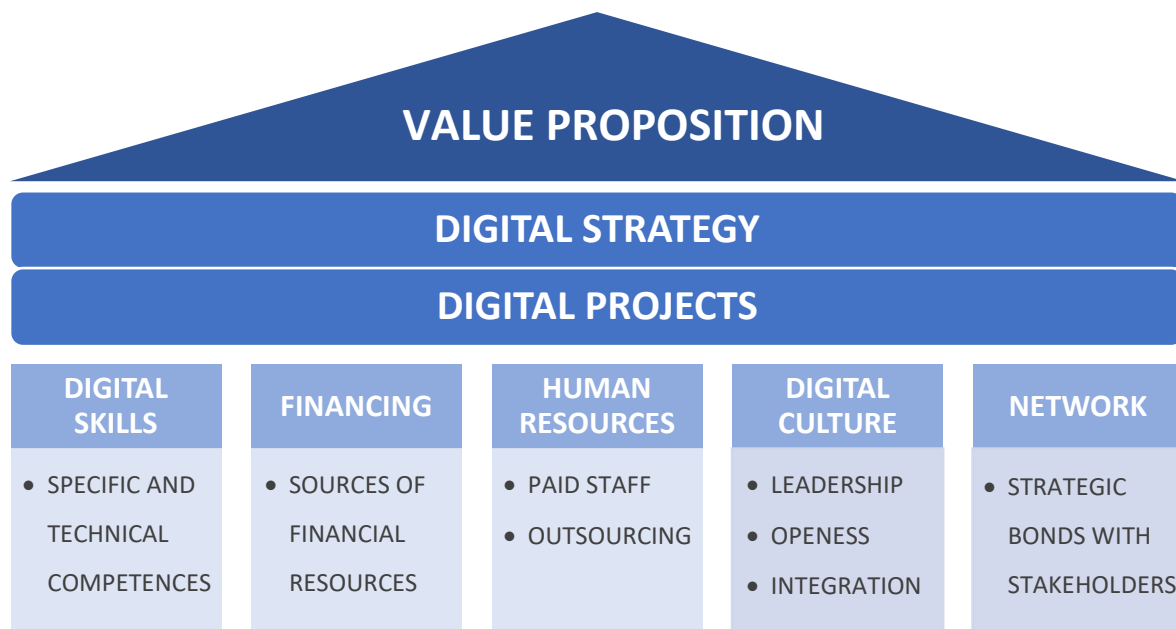 VALUE PROPOSITION
DIGITAL STRATEGY
DIGITAL PROJECTS
DIGITAL
SKILLS
• SPECIFIC AND
TECHNICAL
COMPETENCES
FINANCING
• SOURCES OF
FINANCIAL
RESOURCES
HUMAN
RESOURCES
• PAID STAFF
• OUTSOURCING
DIGITAL
CULTURE
• LEADERSHIP
• OPENESS
• INTEGRATION
NETWORK
• STRATEGIC
BONDS WITH
STAKEHOLDERS